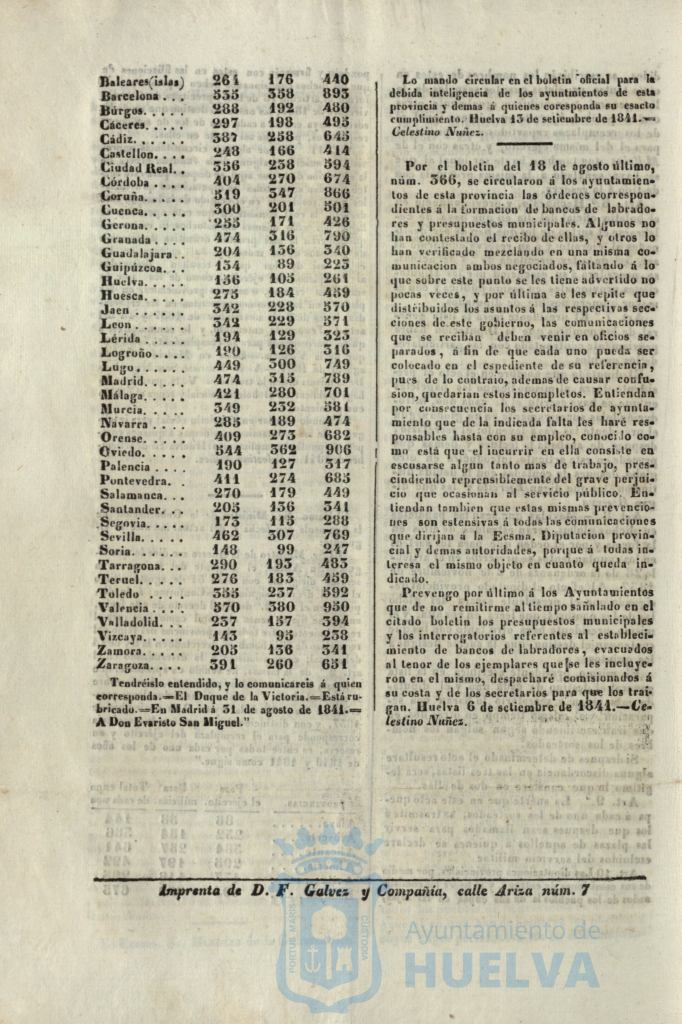 Baleares (islas) 264 176 440
Barcelona . . . 535 358 893
Búrgos. . . . . 288 192 480
Cáceres. . . . . 297 198 495
Cádiz. . . . . . 387 258 645
Castellon. . . . 248 166 414
Ciudad Real. . 356 238 594
Córdoba . . . . 404 270 674
Coruña. . . . . 519 347 866
Cuenca. . . . . 300 201 501
Gerona. . . . . 255 171 426
Granada . . . . 474 316 790
Guadalajara . . 204 136 340
Guipúzcoa. . . 134 89 223
Huelva. . . . . 156 105 261
Huesca. . . . . 275 184 459
Jaen . . . . . . 342 228 570
Leon . . . . . . 342 229 571
Lérida . . . . . 194 129 323
Logroño . . . . 190 126 316
Lugo. . . . . . 449 300 749
Madrid. . . . . 474 315 789
Málaga. . . . . 421 280 701
Murcia. . . . . 349 232 581
Navarra . . . . 285 189 474
Orense. . . . . 409 273 682
Oviedo. . . . . 544 362 906
Palencia . . . . 190 127 317
Pontevedra. . . 411 274 685
Salamanca. . . 270 179 449
Santander. . . 205 136 341
Segovia. . . . . 173 115 288
Sevilla. . . . . 462 307 769
Soria. . . . . . 148 99 247
Tarragona. . . 290 193 483
Teruel. . . . . 276 183 459
Toledo . . . . . 355 237 592
Valencia . . . . 570 380 950
Valladolid. . . 237 157 394
Vizcaya. . . . . 143 95 238
Zamora. . . . . 205 136 341
Zaragoza. . . . 391 260 651
Tendréislo entendido, y lo comunicareis á quien
corresponda.=El Duque de la Victoria.=Está ru-
bricado.=En Madrid á 31 de agosto de 1841.=
A Don Evaristo San Miguel."
Lo mando circular en el boletin oficial para la
debida inteligencia de los ayuntmientos de esta
provincia y demas á quienes coresponda su esacto
cumplimiento. Huelva 13 de setiembre de 1841.—
Celestino Nuñez.
Por el boletin del 18 de agosto último,
núm. 366, se circularon á los ayuntamien-
tos de esta provincia las órdenes correspon-
dientes á la formacion de bancos de labrado-
res y presupuestos municipales. Algunos no
han contestado el recibo de ellas, y otros lo
han verificado mezclando en una misma co-
municacion ambos negociados, faltando á lo
que sobre este punto se les tiene advertido no
pocas veces, y por última se les repite que
distribuidos los asuntos á las respectivas sec-
ciones de este gobierno, las comunicaciones
que se reciban deben venir en oficios se-
parados, á fin de que cada uno pueda ser
colocado en el espediente de su referencia,
pues de lo contraio, ademas de causar confu-
sion, quedarian estos incompletos. Entiendan
por consecuencia los secretarios de ayunta-
miento que de la indicada falta les haré res-
ponsables hasta con su empleo, conocido co-
mo está que el incurrir en ella consiste en
escusarse algun tanto mas de trabajo, pres-
cindiendo reprensiblemente del grave perjui-
cio que ocasionan al servicio público. En-
tiendan tambien que estas mismas prevencio-
nes son estensivas á todas las comunicaciones
que dirijan á la Ecsma. Diputacion provin-
cial y demas autoridades, porque á todas in-
teresa el mismo objeto en cuanto queda in-
dicado.
Prevengo por último á los Ayuntamientos
que de no remitirme al tiempo sañalado en el
citado boletin los presupuestos municipales
y los interrogatorios referentes al estableci-
miento de bancos de labradores, evacuados
al tenor de los ejemplares que se les incluye-
ron en el mismo, despacharé comisionados á
su costa y de los secretarios para que los trai-
gan. Huelva 6 de setiembre de 1841.—Ce-
lestino Nuñez.
Imprenta de D. F. Galvez y Compañía, calle Ariza núm. 7
Ayuntamiento de
HUELVA